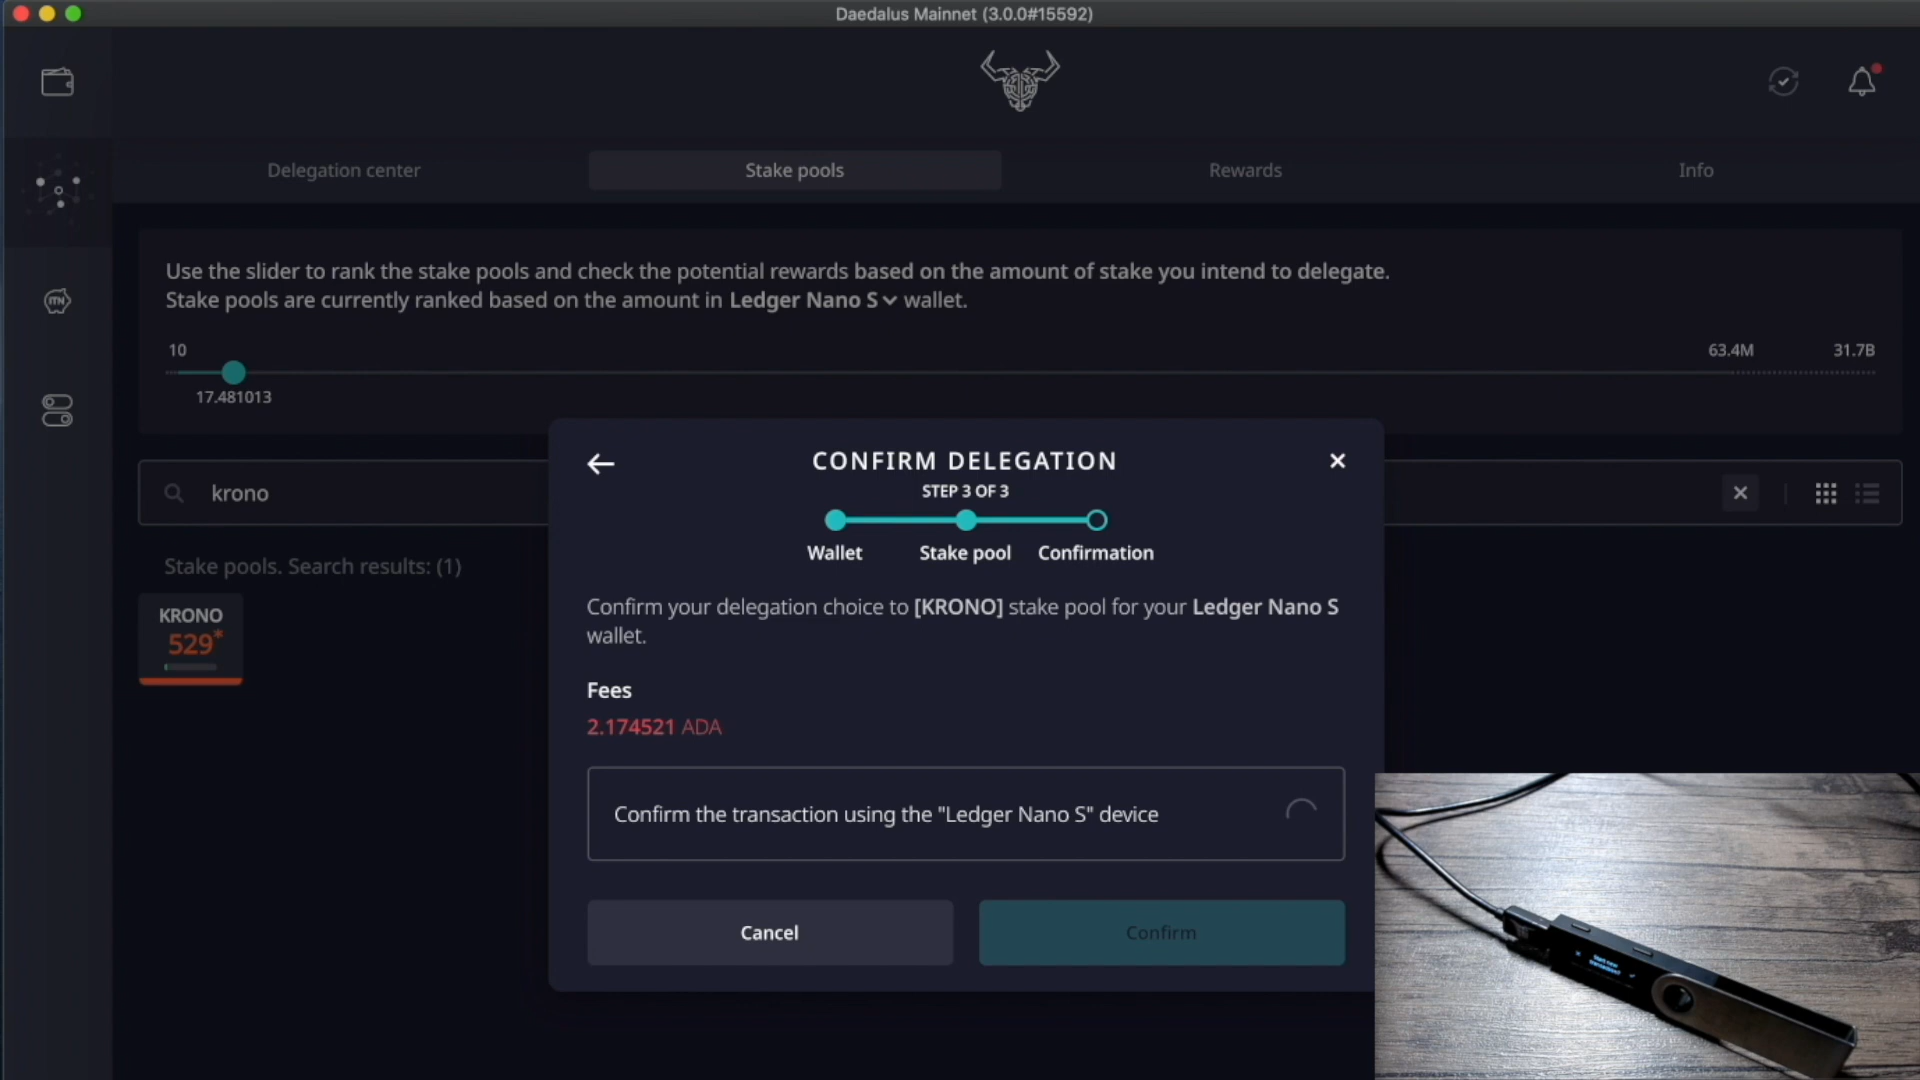 Daedalus Mainnet (3.0.0#15592)
Delegation center
Stake pools
Rewards
Info
ITN
Use the slider to rank the stake pools and check the potential rewards based on the amount of stake you intend to delegate.
Stake pools are currently ranked based on the amount in Ledger Nano S wallet.
10
63.4M
31.7B
17.481013
krono
Stake pools. Search results: (1)
KRONO
529*
CONFIRM DELEGATION
STEP 3 OF 3
Wallet
Stake pool
Confirmation
Confirm your delegation choice to [KRONO] stake pool for your Ledger Nano S
wallet.
Fees
2.174521 ADA
Confirm the transaction using the "Ledger Nano S" device
Cancel
Confirm
Start new
transaction?